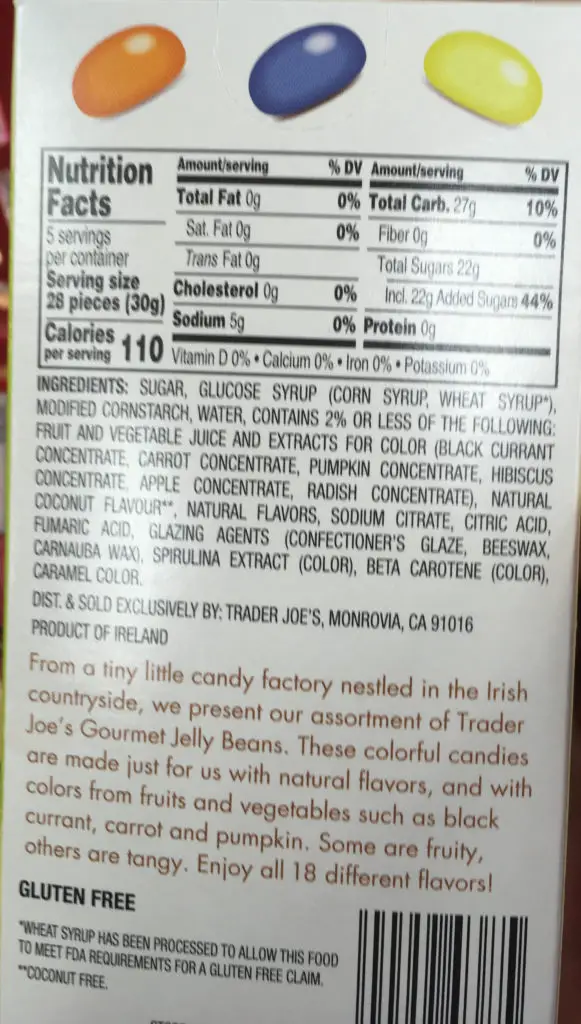 Nutrition Facts
5 servings
per container
Serving size
28 pieces (30g)
Calories per serving 110
Amount/serving % DV
Total Fat 0g 0%
Sat. Fat 0g 0%
Trans Fat 0g
Cholesterol 0g 0%
Sodium 5g 0%
Amount/serving % DV
Total Carb. 27g 10%
Fiber 0g 0%
Total Sugars 22g
Incl. 22g Added Sugars 44%
Protein 0g
Vitamin D 0% • Calcium 0% • Iron 0% • Potassium 0%
INGREDIENTS: SUGAR, GLUCOSE SYRUP (CORN SYRUP, WHEAT SYRUP*),
MODIFIED CORNSTARCH, WATER, CONTAINS 2% OR LESS OF THE FOLLOWING:
FRUIT AND VEGETABLE JUICE AND EXTRACTS FOR COLOR (BLACK CURRANT
CONCENTRATE, CARROT CONCENTRATE, PUMPKIN CONCENTRATE, HIBISCUS
CONCENTRATE, APPLE CONCENTRATE, RADISH CONCENTRATE), NATURAL
COCONUT FLAVOUR**, NATURAL FLAVORS, SODIUM CITRATE, CITRIC ACID,
FUMARIC ACID, GLAZING AGENTS (CONFECTIONER'S GLAZE, BEESWAX,
CARNAUBA WAX), SPIRULINA EXTRACT (COLOR), BETA CAROTENE (COLOR),
CARAMEL COLOR.
DIST. & SOLD EXCLUSIVELY BY: TRADER JOE'S, MONROVIA, CA 91016
PRODUCT OF IRELAND
From a tiny little candy factory nestled in the Irish
countryside, we present our assortment of Trader
Joe's Gourmet Jelly Beans. These colorful candies
are made just for us with natural flavors, and with
colors from fruits and vegetables such as black
currant, carrot and pumpkin. Some are fruity,
others are tangy. Enjoy all 18 different flavors!
GLUTEN FREE
*WHEAT SYRUP HAS BEEN PROCESSED TO ALLOW THIS FOOD
TO MEET FDA REQUIREMENTS FOR A GLUTEN FREE CLAIM.
**COCONUT FREE.